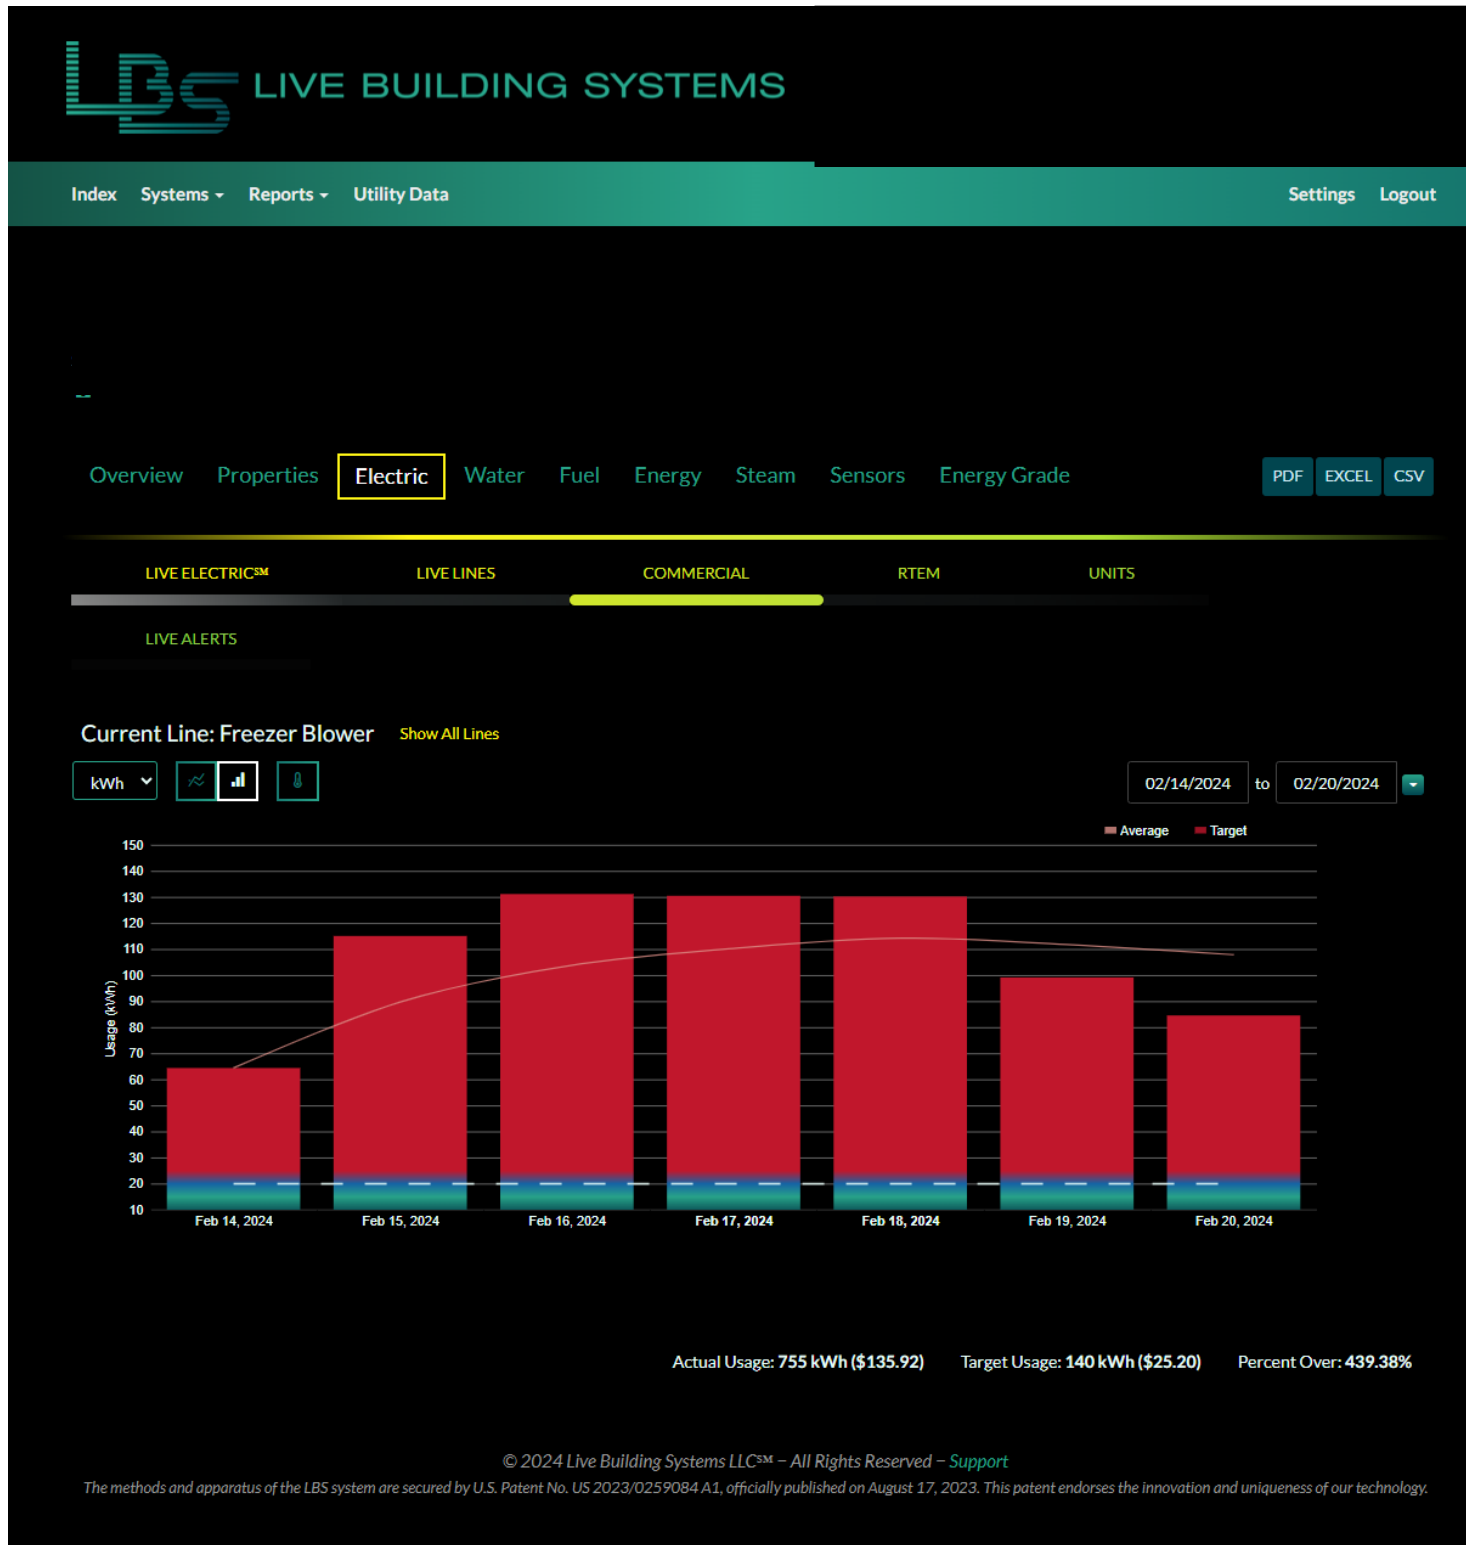 LBS LIVE BUILDING SYSTEMS
Index Systems Reports Utility Data Settings Logout
Overview Properties Electric Water Fuel Energy Steam Sensors Energy Grade PDF EXCEL CSV
LIVE ELECTRIC℠ LIVE LINES COMMERCIAL RTEM UNITS
LIVE ALERTS
Current Line: Freezer Blower Show All Lines
kWh 02/14/2024 to 02/20/2024
Average Target
150
140
130
120
110
100
90
80
70
60
50
40
30
20
10
Usage (kWh)
Feb 14, 2024 Feb 15, 2024 Feb 16, 2024 Feb 17, 2024 Feb 18, 2024 Feb 19, 2024 Feb 20, 2024
Actual Usage: 755 kWh ($135.92) Target Usage: 140 kWh ($25.20) Percent Over: 439.38%
© 2024 Live Building Systems LLC℠ – All Rights Reserved – Support
The methods and apparatus of the LBS system are secured by U.S. Patent No. US 2023/0259084 A1, officially published on August 17, 2023. This patent endorses the innovation and uniqueness of our technology.